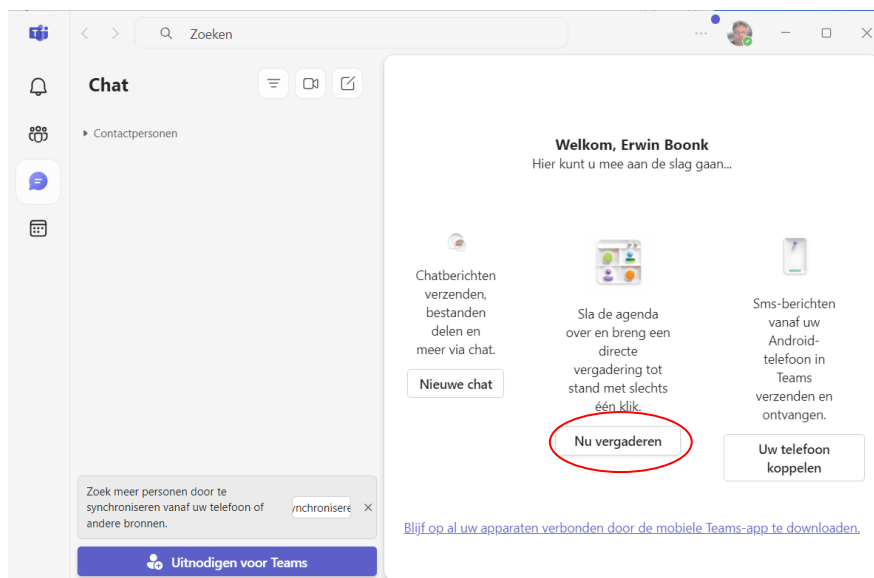 Zoeken
Chat
Contactpersonen
Welkom, Erwin Boonk
Hier kunt u mee aan de slag gaan...
Chatberichten
verzenden,
bestanden
delen en
meer via chat.
Nieuwe chat
Sla de agenda
over en breng een
directe
vergadering tot
stand met slechts
één klik.
Nu vergaderen
Sms-berichten
vanaf uw
Android-
telefoon in
Teams
verzenden en
ontvangen.
Uw telefoon
koppelen
Zoek meer personen door te
synchroniseren vanaf uw telefoon of
andere bronnen.
ynchronisere
Uitnodigen voor Teams
Blijf op al uw apparaten verbonden door de mobiele Teams-app te downloaden.